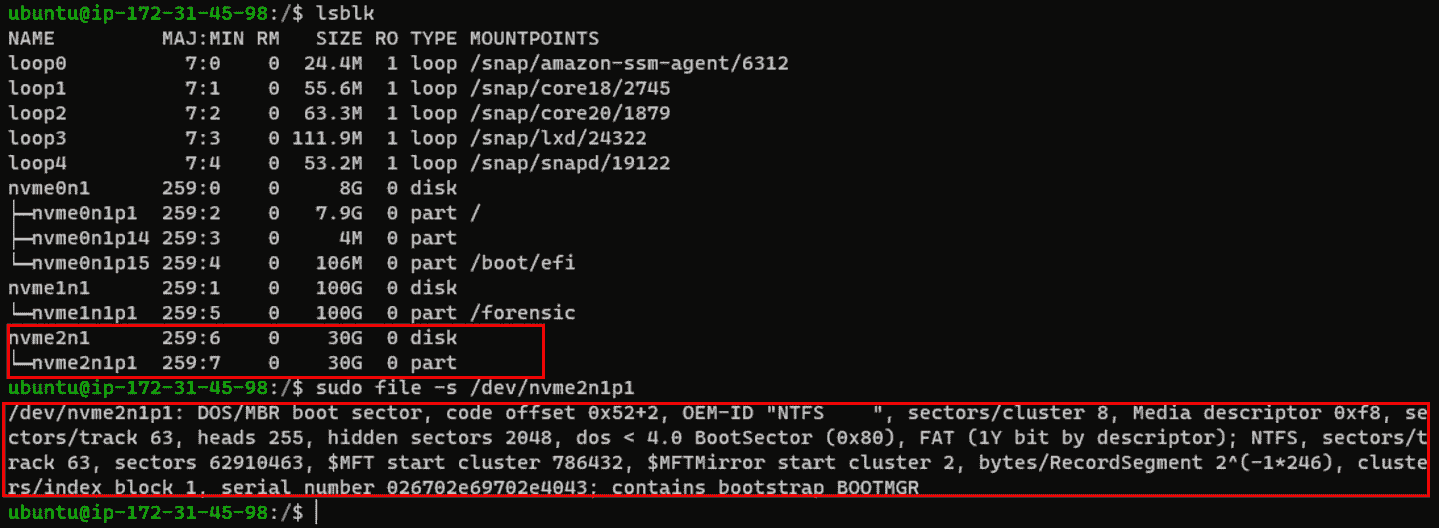 ubuntu@ip-172-31-45-98:/$ lsblk
NAME         MAJ:MIN RM   SIZE RO TYPE MOUNTPOINTS
loop0          7:0    0  24.4M  1 loop /snap/amazon-ssm-agent/6312
loop1          7:1    0  55.6M  1 loop /snap/core18/2745
loop2          7:2    0  63.3M  1 loop /snap/core20/1879
loop3          7:3    0 111.9M  1 loop /snap/lxd/24322
loop4          7:4    0  53.2M  1 loop /snap/snapd/19122
nvme0n1      259:0    0     8G  0 disk
├─nvme0n1p1  259:2    0   7.9G  0 part /
├─nvme0n1p14 259:3    0     4M  0 part
└─nvme0n1p15 259:4    0   106M  0 part /boot/efi
nvme1n1      259:1    0   100G  0 disk
└─nvme1n1p1  259:5    0   100G  0 part /forensic
nvme2n1      259:6    0    30G  0 disk
└─nvme2n1p1  259:7    0    30G  0 part
ubuntu@ip-172-31-45-98:/$ sudo file -s /dev/nvme2n1p1
/dev/nvme2n1p1: DOS/MBR boot sector, code offset 0x52+2, OEM-ID "NTFS    ", sectors/cluster 8, Media descriptor 0xf8, se
ctors/track 63, heads 255, hidden sectors 2048, dos < 4.0 BootSector (0x80), FAT (1Y bit by descriptor); NTFS, sectors/t
rack 63, sectors 62910463, $MFT start cluster 786432, $MFTMirror start cluster 2, bytes/RecordSegment 2^(-1*246), cluste
rs/index block 1, serial number 026702e69702e4043; contains bootstrap BOOTMGR
ubuntu@ip-172-31-45-98:/$